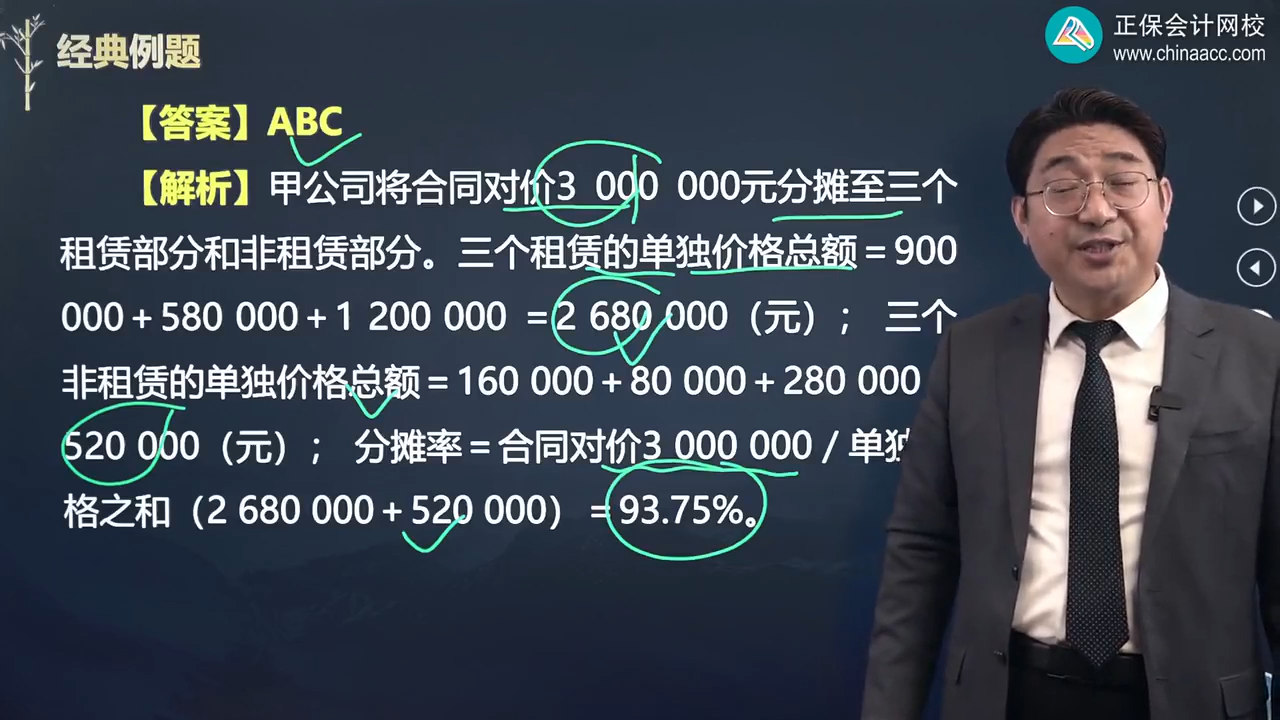 经典例题
正保会计网校
www.chinaacc.com
【答案】ABC
【解析】甲公司将合同对价3 000 000元分摊至三个
租赁部分和非租赁部分。三个租赁的单独价格总额=900
000+580 000+1 200 000 =2 680 000（元）； 三个
非租赁的单独价格总额=160 000+80 000+280 000
520 000（元）； 分摊率=合同对价3 000 000 / 单独
格之和（2 680 000+520 000）=93.75%。